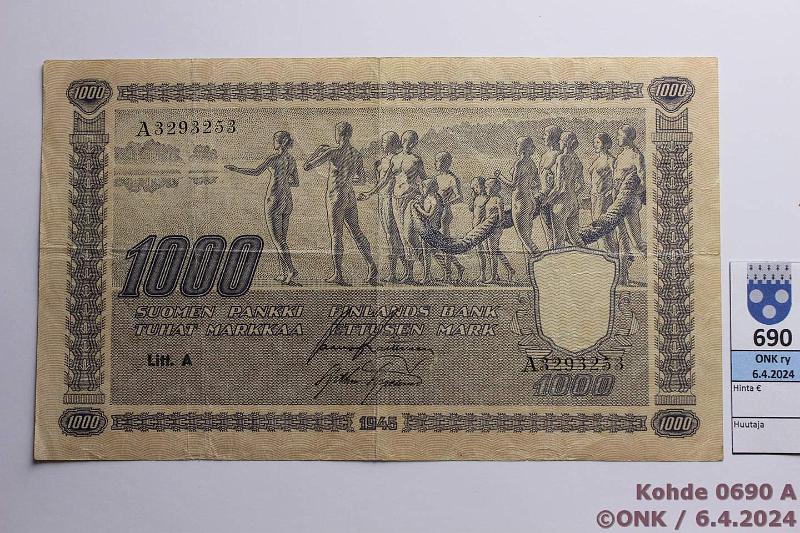 1000
1000
A3293253
1000
SUOMEN PANKKI FINLANDS BANK
TUHAT MARKKAA ETTUSEN MARK
Litt. A
A3293253
1000
1000
1945
1000
690
ONK ry
6.4.2024
Hinta €
Huutaja
Kohde 0690 A
©ONK / 6.4.2024